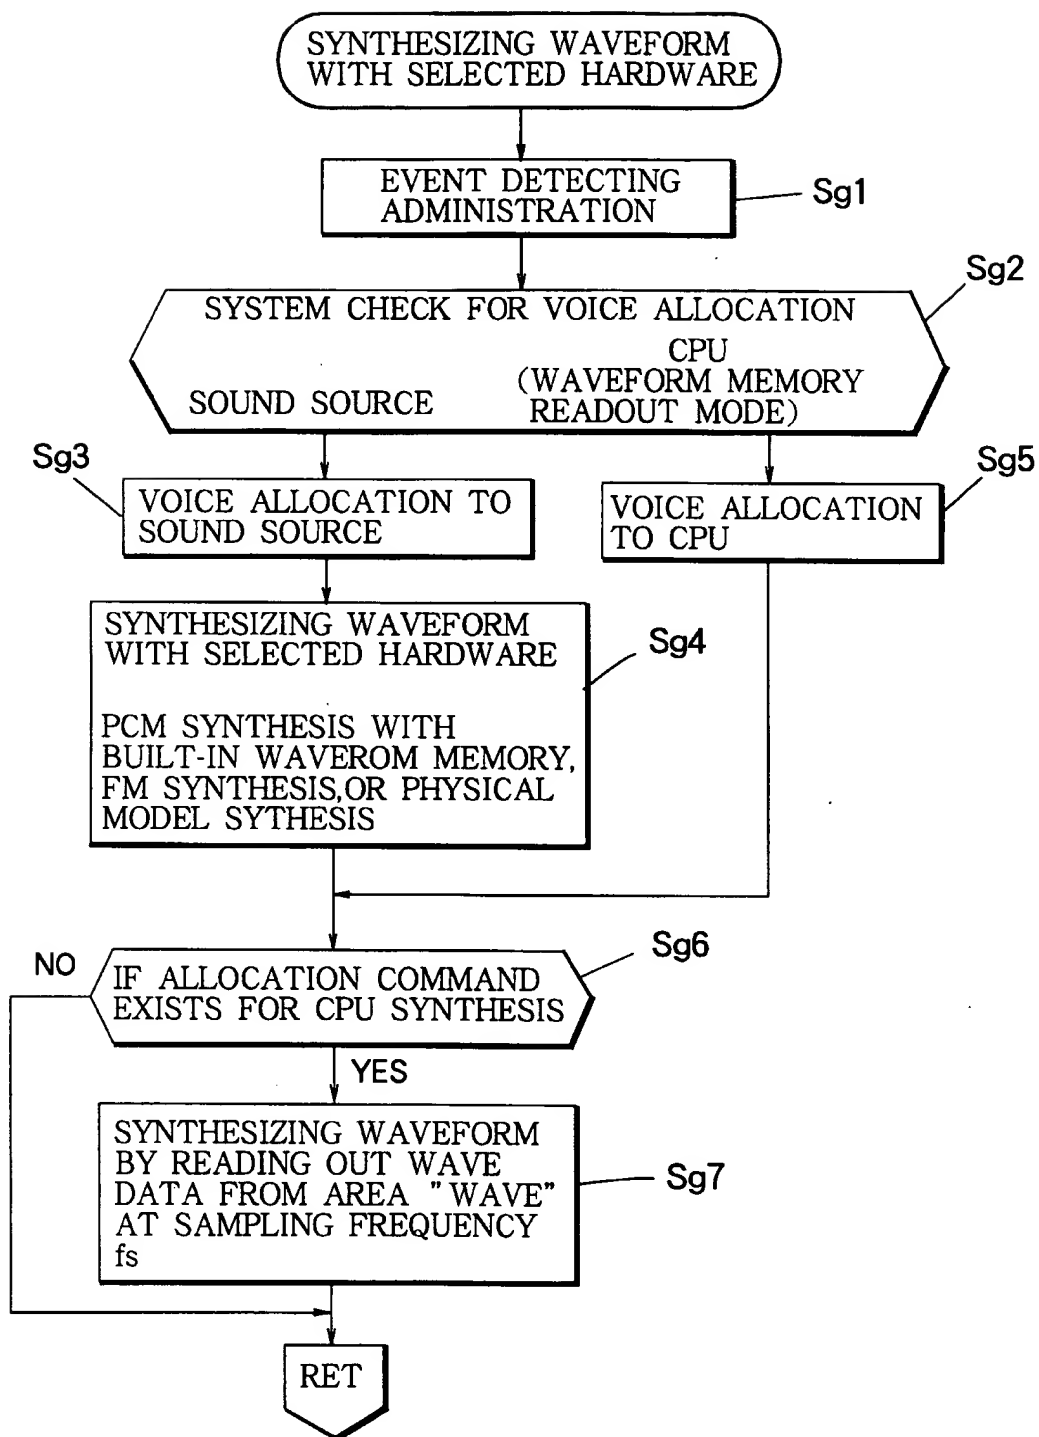 SYNTHESIZING WAVEFORM
WITH SELECTED HARDWARE
EVENT DETECTING
ADMINISTRATION
Sg1
Sg2
SYSTEM CHECK FOR VOICE ALLOCATION
CPU
(WAVEFORM MEMORY
READOUT MODE)
SOUND SOURCE
Sg3
VOICE ALLOCATION TO
SOUND SOURCE
Sg5
VOICE ALLOCATION
TO CPU
SYNTHESIZING WAVEFORM
WITH SELECTED HARDWARE
Sg4
PCM SYNTHESIS WITH
BUILT-IN WAVEROM MEMORY,
FM SYNTHESIS,OR PHYSICAL
MODEL SYTHESIS
Sg6
NO
IF ALLOCATION COMMAND
EXISTS FOR CPU SYNTHESIS
YES
SYNTHESIZING WAVEFORM
BY READING OUT WAVE
DATA FROM AREA "WAVE"
AT SAMPLING FREQUENCY
fs
Sg7
RET